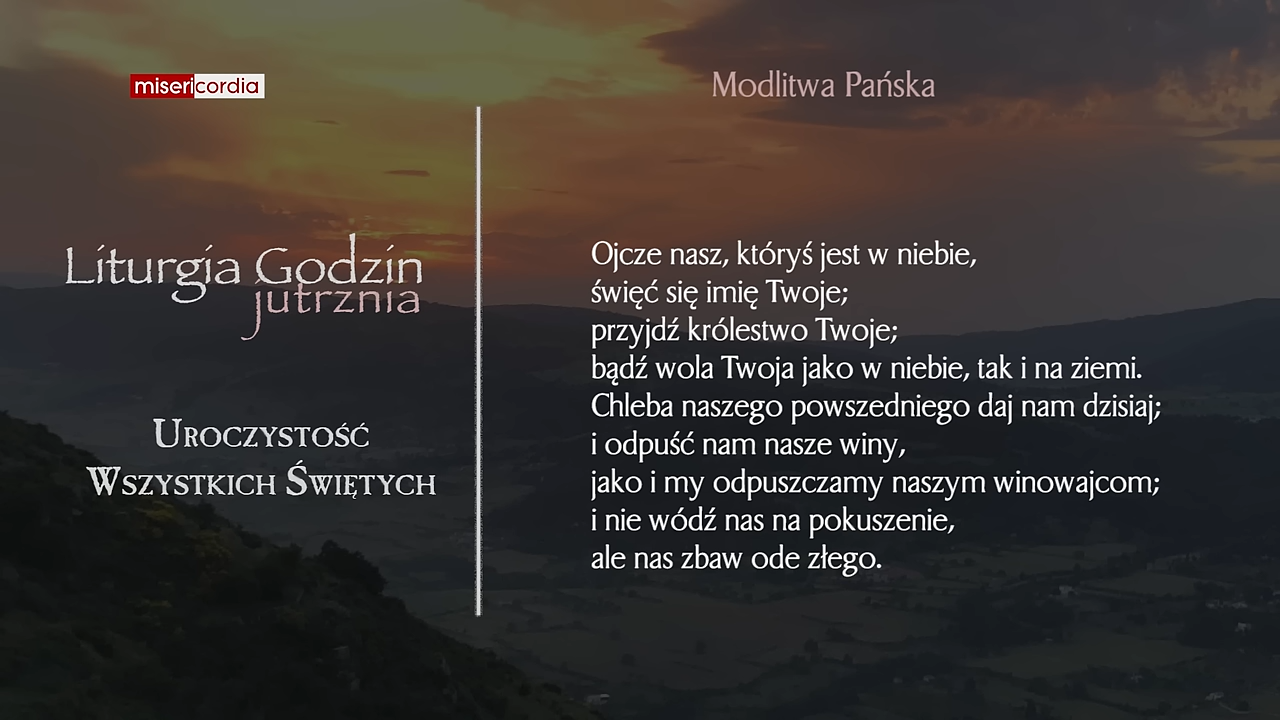 misericordia
Liturgia Godzin
jutrznia
Uroczystość
Wszystkich Świętych
Modlitwa Pańska
Ojcze nasz, któryś jest w niebie,
święć się imię Twoje;
przyjdź królestwo Twoje;
bądź wola Twoja jako w niebie, tak i na ziemi.
Chleba naszego powszedniego daj nam dzisiaj;
i odpuść nam nasze winy,
jako i my odpuszczamy naszym winowajcom;
i nie wódź nas na pokuszenie,
ale nas zbaw ode złego.